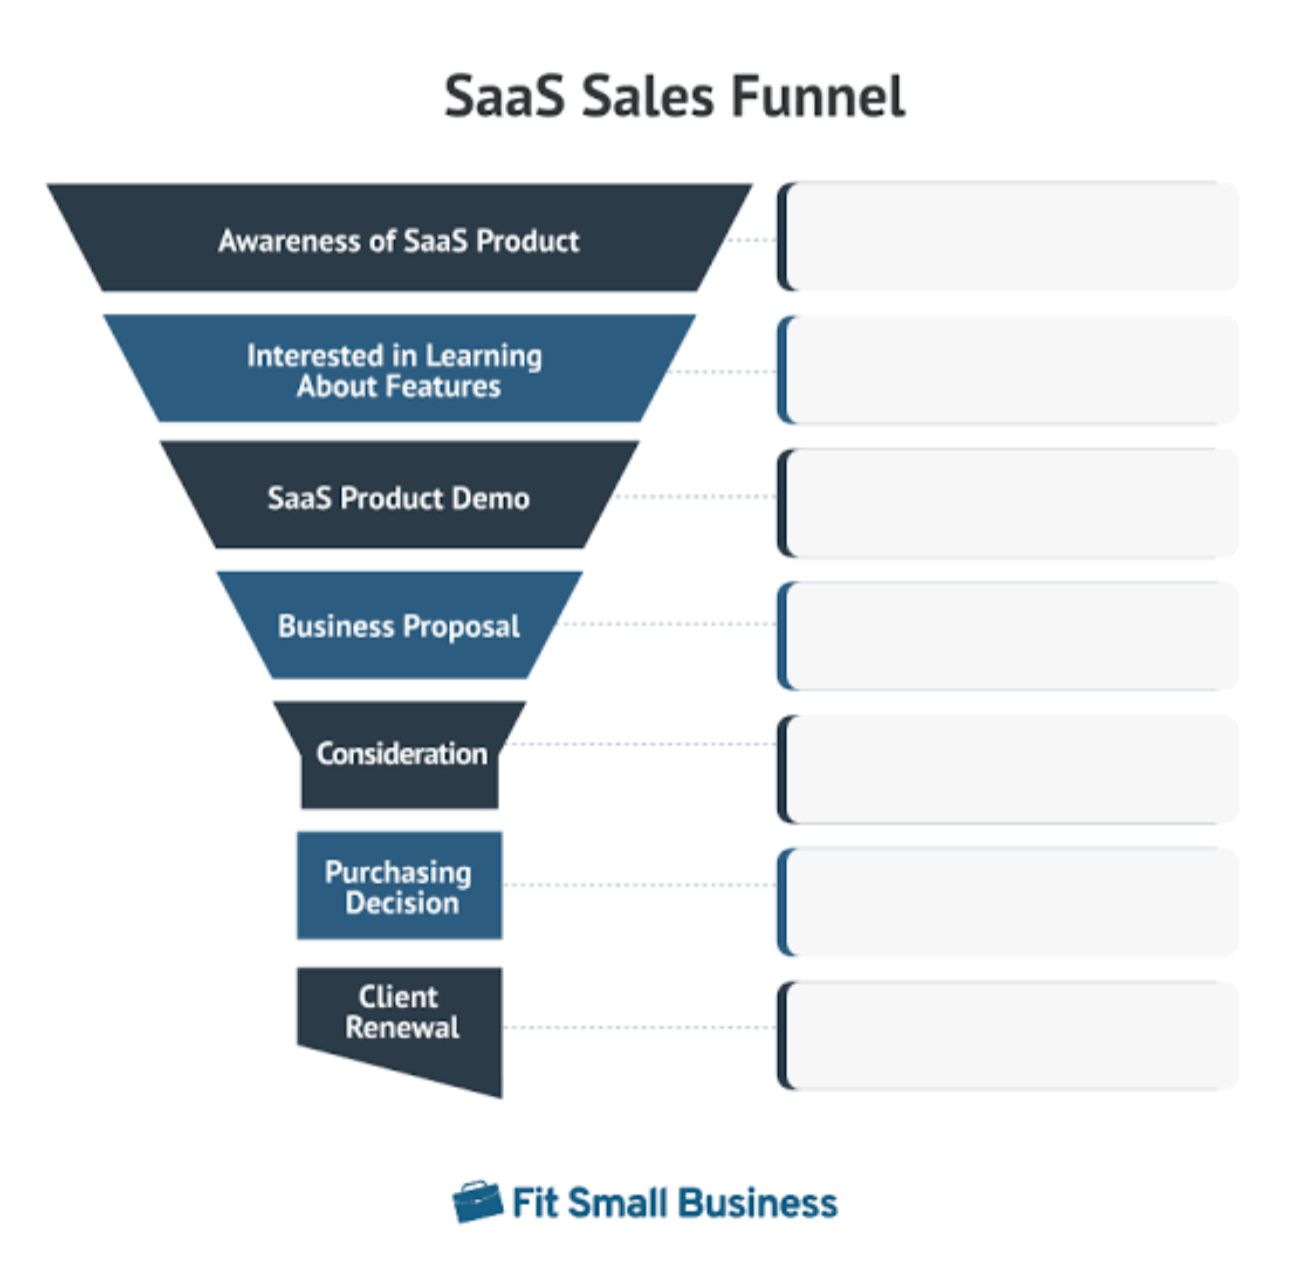 SaaS Sales Funnel
Awareness of SaaS Product
Interested in Learning
About Features
SaaS Product Demo
Business Proposal
Consideration
Purchasing
Decision
Client
Renewal
Fit Small Business